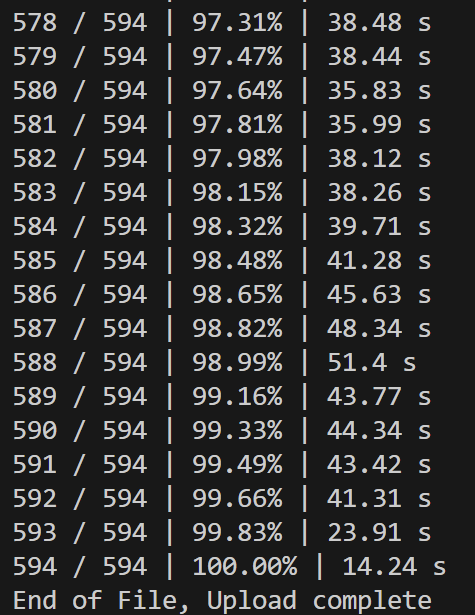 578 / 594 | 97.31% | 38.48 s
579 / 594 | 97.47% | 38.44 s
580 / 594 | 97.64% | 35.83 s
581 / 594 | 97.81% | 35.99 s
582 / 594 | 97.98% | 38.12 s
583 / 594 | 98.15% | 38.26 s
584 / 594 | 98.32% | 39.71 s
585 / 594 | 98.48% | 41.28 s
586 / 594 | 98.65% | 45.63 s
587 / 594 | 98.82% | 48.34 s
588 / 594 | 98.99% | 51.4 s
589 / 594 | 99.16% | 43.77 s
590 / 594 | 99.33% | 44.34 s
591 / 594 | 99.49% | 43.42 s
592 / 594 | 99.66% | 41.31 s
593 / 594 | 99.83% | 23.91 s
594 / 594 | 100.00% | 14.24 s
End of File, Upload complete